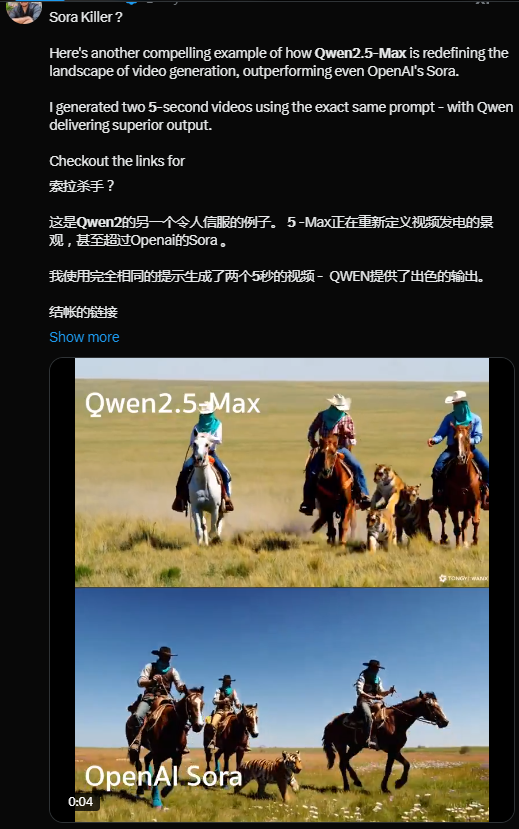 Sora Killer ?
Here's another compelling example of how Qwen2.5-Max is redefining the
landscape of video generation, outperforming even OpenAI's Sora.
I generated two 5-second videos using the exact same prompt - with Qwen
delivering superior output.
Checkout the links for
索拉杀手？
这是Qwen2的另一个令人信服的例子。 5 -Max正在重新定义视频发电的景
观，甚至超过Openai的Sora 。
我使用完全相同的提示生成了两个5秒的视频 - QWEN提供了出色的输出。
结帐的链接
Show more
Qwen2.5-Max
TONGYI WANX
OpenAI Sora
0:04